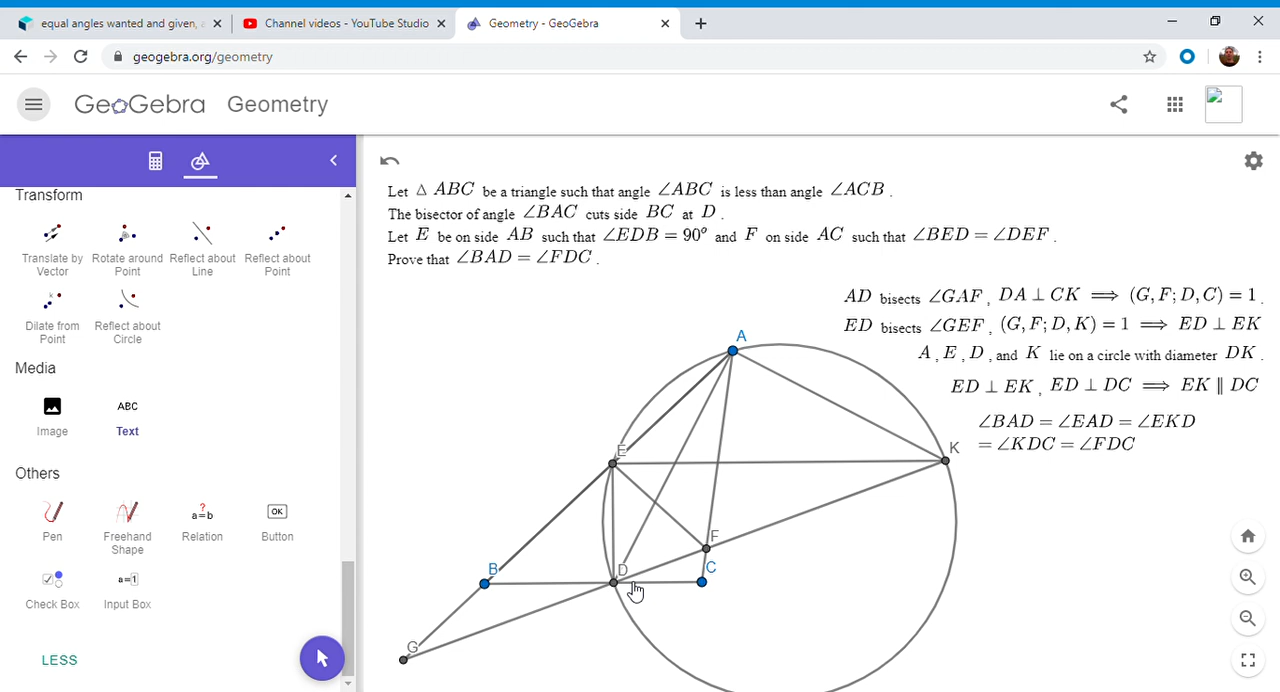 equal angles wanted and given, a
Channel videos - YouTube Studio
Geometry - GeoGebra
geogebra.org/geometry
GeoGebra Geometry
Transform
Translate by Vector
Rotate around Point
Reflect about Line
Reflect about Point
Dilate from Point
Reflect about Circle
Media
Image
ABC
Text
Others
Pen
Freehand Shape
a=b
Relation
OK
Button
Check Box
a=1
Input Box
LESS
Let △ ABC be a triangle such that angle ∠ABC is less than angle ∠ACB .
The bisector of angle ∠BAC cuts side BC at D .
Let E be on side AB such that ∠EDB = 90° and F on side AC such that ∠BED = ∠DEF .
Prove that ∠BAD = ∠FDC .
AD bisects ∠GAF , DA ⊥ CK ⟹ (G, F; D, C) = 1 .
ED bisects ∠GEF , (G, F; D, K) = 1 ⟹ ED ⊥ EK
A , E , D , and K lie on a circle with diameter DK .
ED ⊥ EK , ED ⊥ DC ⟹ EK ∥ DC
∠BAD = ∠EAD = ∠EKD
= ∠KDC = ∠FDC
A
E
K
F
B
D
C
G